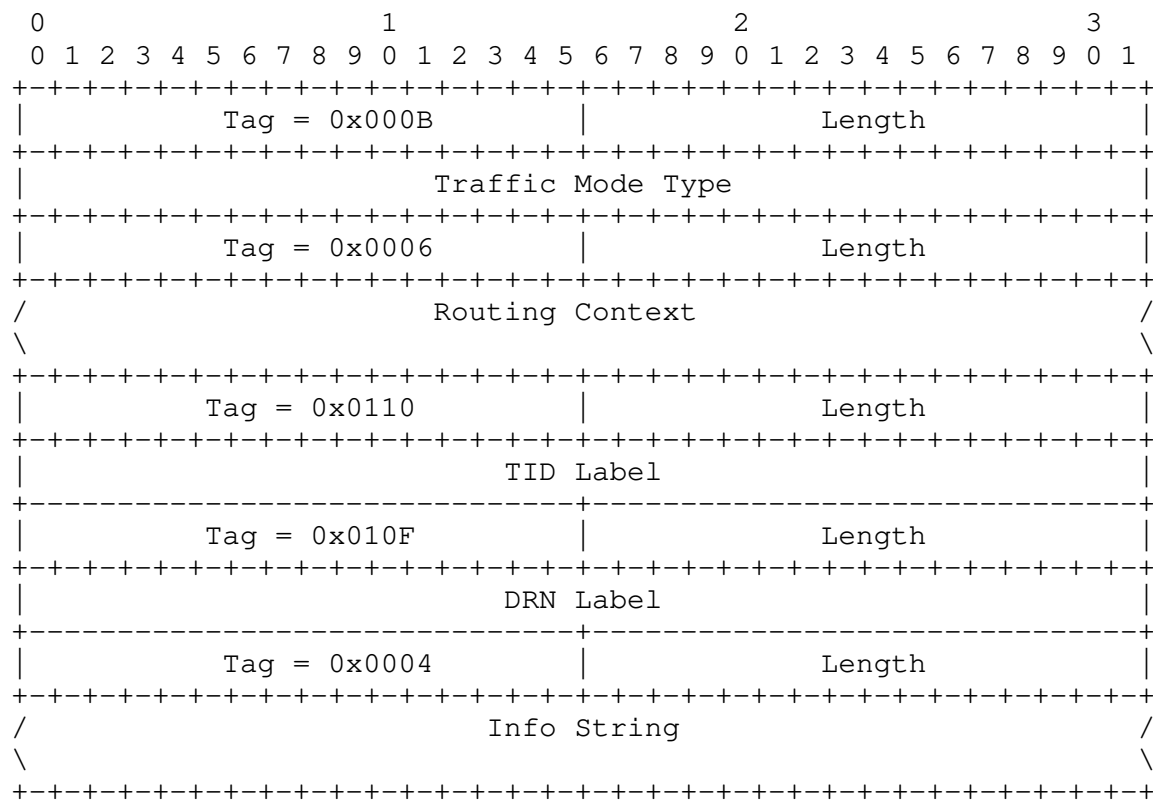 0                   1                   2                   3
 0 1 2 3 4 5 6 7 8 9 0 1 2 3 4 5 6 7 8 9 0 1 2 3 4 5 6 7 8 9 0 1
+-+-+-+-+-+-+-+-+-+-+-+-+-+-+-+-+-+-+-+-+-+-+-+-+-+-+-+-+-+-+-+-+
|           Tag = 0x000B        |             Length            |
+-+-+-+-+-+-+-+-+-+-+-+-+-+-+-+-+-+-+-+-+-+-+-+-+-+-+-+-+-+-+-+-+
|                       Traffic Mode Type                       |
+-+-+-+-+-+-+-+-+-+-+-+-+-+-+-+-+-+-+-+-+-+-+-+-+-+-+-+-+-+-+-+-+
|           Tag = 0x0006        |             Length            |
+-+-+-+-+-+-+-+-+-+-+-+-+-+-+-+-+-+-+-+-+-+-+-+-+-+-+-+-+-+-+-+-+
/                       Routing Context                         /
\                                                               \
+-+-+-+-+-+-+-+-+-+-+-+-+-+-+-+-+-+-+-+-+-+-+-+-+-+-+-+-+-+-+-+-+
|          Tag = 0x0110         |             Length            |
+-+-+-+-+-+-+-+-+-+-+-+-+-+-+-+-+-+-+-+-+-+-+-+-+-+-+-+-+-+-+-+-+
|                           TID Label                           |
+-------------------------------+-------------------------------+
|          Tag = 0x010F         |             Length            |
+-+-+-+-+-+-+-+-+-+-+-+-+-+-+-+-+-+-+-+-+-+-+-+-+-+-+-+-+-+-+-+-+
|                           DRN Label                           |
+-------------------------------+-------------------------------+
|           Tag = 0x0004        |             Length            |
+-+-+-+-+-+-+-+-+-+-+-+-+-+-+-+-+-+-+-+-+-+-+-+-+-+-+-+-+-+-+-+-+
/                          Info String                          /
\                                                               \
+-+-+-+-+-+-+-+-+-+-+-+-+-+-+-+-+-+-+-+-+-+-+-+-+-+-+-+-+-+-+-+-+